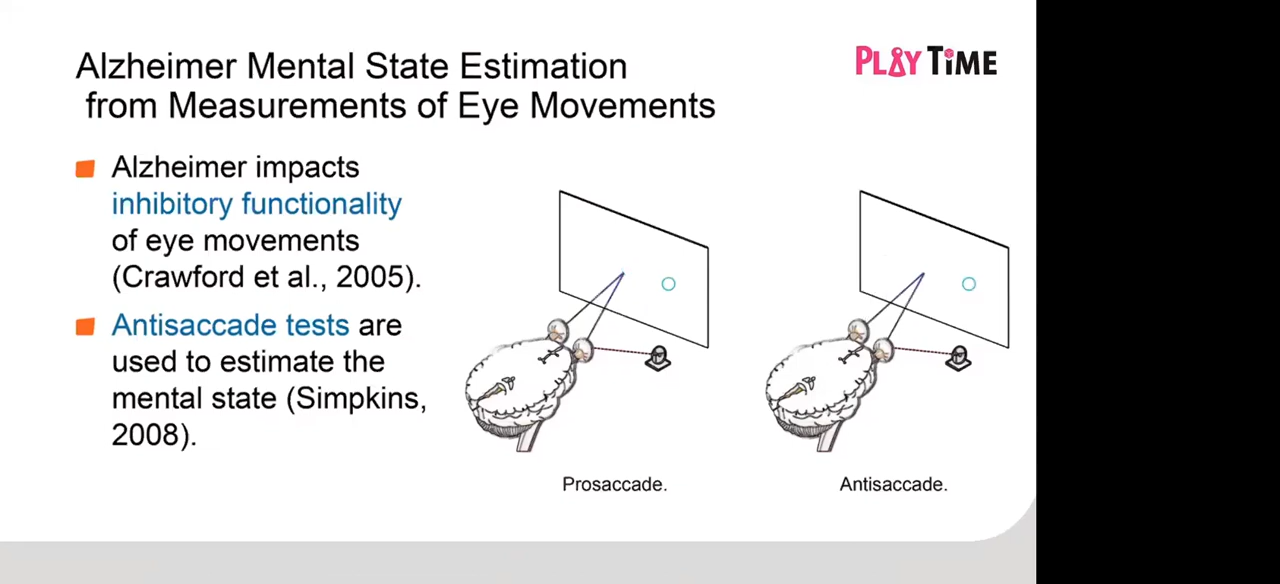 Alzheimer Mental State Estimation
from Measurements of Eye Movements
PLAY TiME
Alzheimer impacts
inhibitory functionality
of eye movements
(Crawford et al., 2005).
Antisaccade tests are
used to estimate the
mental state (Simpkins,
2008).
Prosaccade.
Antisaccade.